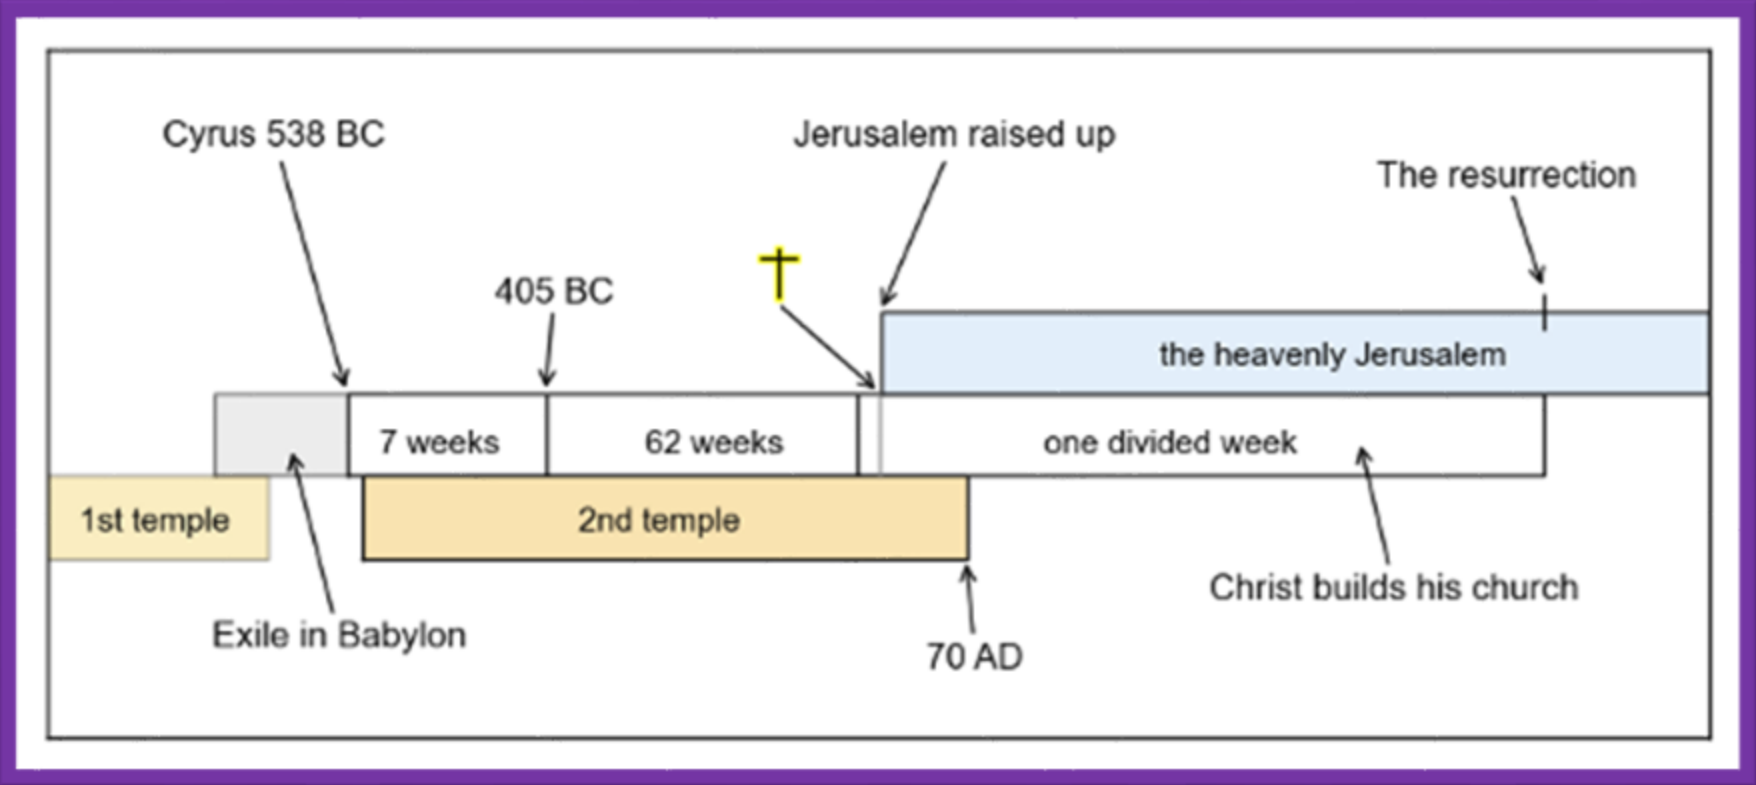 Cyrus 538 BC
Jerusalem raised up
The resurrection
405 BC
the heavenly Jerusalem
7 weeks
62 weeks
one divided week
1st temple
2nd temple
Christ builds his church
Exile in Babylon
70 AD